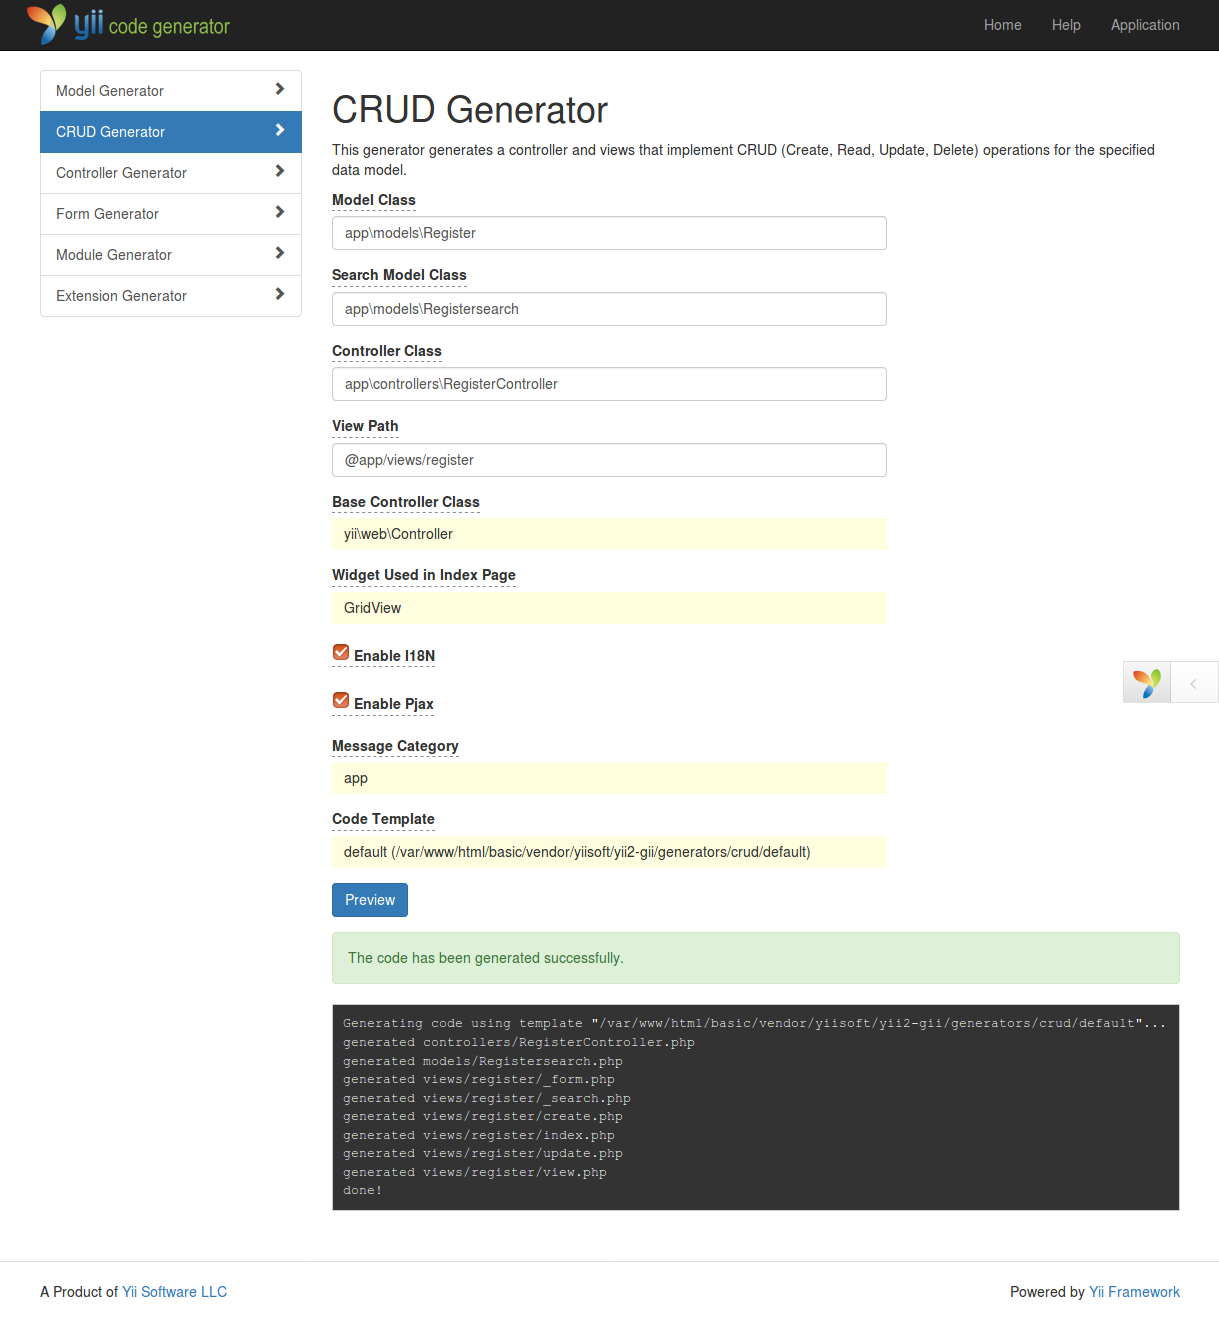 yii code generator
Home Help Application
Model Generator
CRUD Generator
Controller Generator
Form Generator
Module Generator
Extension Generator
CRUD Generator
This generator generates a controller and views that implement CRUD (Create, Read, Update, Delete) operations for the specified
data model.
Model Class
app\models\Register
Search Model Class
app\models\Registersearch
Controller Class
app\controllers\RegisterController
View Path
@app/views/register
Base Controller Class
yii\web\Controller
Widget Used in Index Page
GridView
Enable I18N
Enable Pjax
Message Category
app
Code Template
default (/var/www/html/basic/vendor/yiisoft/yii2-gii/generators/crud/default)
Preview
The code has been generated successfully.
Generating code using template "/var/www/html/basic/vendor/yiisoft/yii2-gii/generators/crud/default"...
generated controllers/RegisterController.php
generated models/Registersearch.php
generated views/register/_form.php
generated views/register/_search.php
generated views/register/create.php
generated views/register/index.php
generated views/register/update.php
generated views/register/view.php
done!
A Product of Yii Software LLC
Powered by Yii Framework